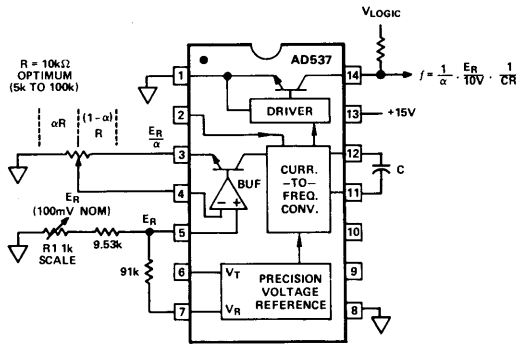 VLOGIC
R = 10kΩ
OPTIMUM
(5k TO 100k)
AD537
f = 1/α · ER/10V · 1/CR
1
14
DRIVER
αR
(1-α)
R
2
13
+15V
ER/α
3
12
C
CURR.
-TO-
FREQ.
CONV.
BUF
4
11
- +
ER
(100mV NOM)
ER
5
10
R1 1k
SCALE
9.53k
91k
6
VT
9
PRECISION
VOLTAGE
REFERENCE
7
VR
8